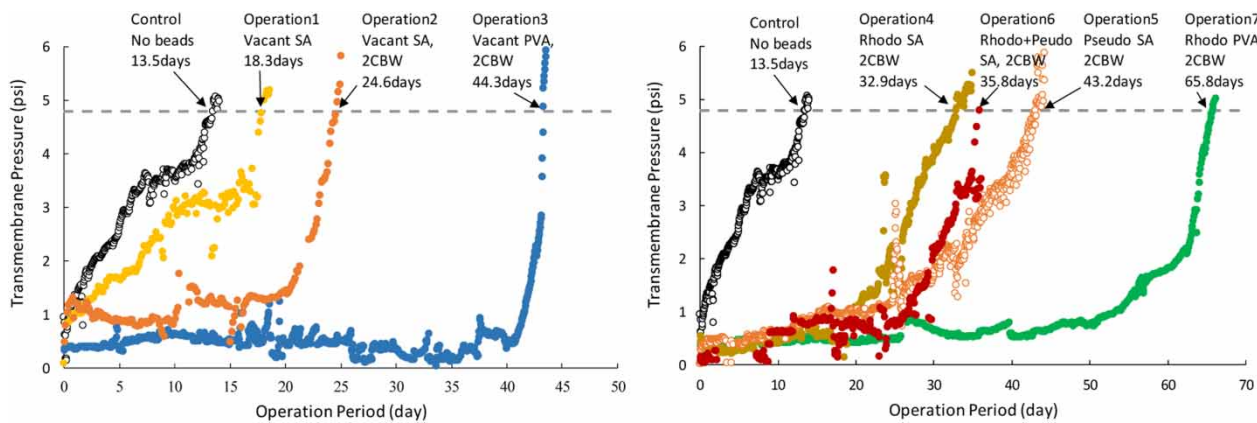 Control
No beads
13.5days
Operation1
Vacant SA
18.3days
Operation2
Vacant SA,
2CBW
24.6days
Operation3
Vacant PVA,
2CBW
44.3days
Transmembrane Pressure (psi)
6
5
4
3
2
1
0
0
5
10
15
20
25
30
35
40
45
50
Operation Period (day)
Control
No beads
13.5days
Operation4
Rhodo SA
2CBW
32.9days
Operation6
Rhodo+Peudo
SA, 2CBW
35.8days
Operation5
Pseudo SA
2CBW
43.2days
Operation7
Rhodo PVA,
2CBW
65.8days
Transmembrane Pressure (psi)
6
5
4
3
2
1
0
0
10
20
30
40
50
60
70
Operation Period (day)